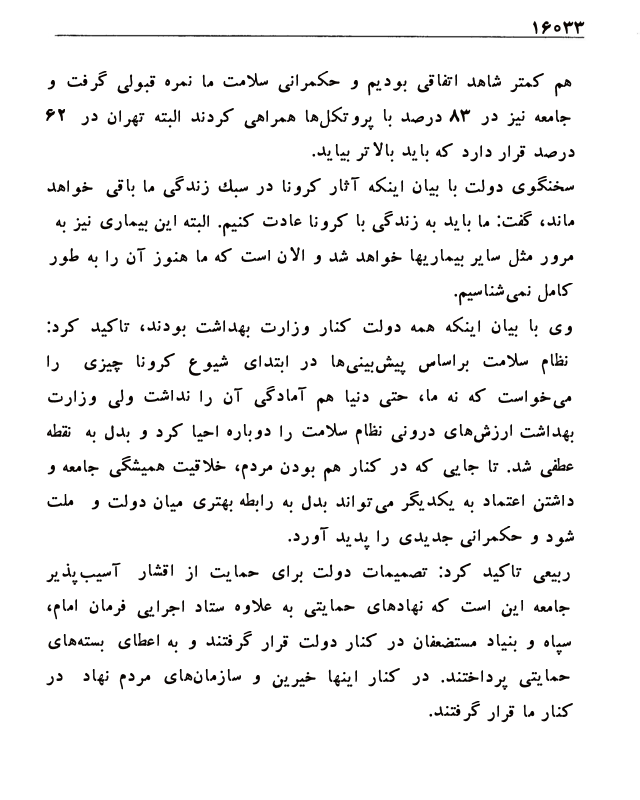 ۱۶۰۳۳
هم کمتر شاهد اتفاقی بودیم و حکمرانی سلامت ما نمره قبولی گرفت و
جامعه نیز در ۸۳ درصد با پروتکل‌ها همراهی کردند البته تهران در ۶۲
درصد قرار دارد که باید بالاتر بیاید.
سخنگوی دولت با بیان اینکه آثار کرونا در سبك زندگی ما باقی خواهد
ماند، گفت: ما باید به زندگی با کرونا عادت کنیم. البته این بیماری نیز به
مرور مثل سایر بیماریها خواهد شد و الان است که ما هنوز آن را به طور
کامل نمی‌شناسیم.
وی با بیان اینکه همه دولت کنار وزارت بهداشت بودند، تاکید کرد:
نظام سلامت براساس پیش‌بینی‌ها در ابتدای شیوع کرونا چیزی را
می‌خواست که نه ما، حتی دنیا هم آمادگی آن را نداشت ولی وزارت
بهداشت ارزش‌های درونی نظام سلامت را دوباره احیا کرد و بدل به نقطه
عطفی شد. تا جایی که در کنار هم بودن مردم، خلاقیت همیشگی جامعه و
داشتن اعتماد به یکدیگر می‌تواند بدل به رابطه بهتری میان دولت و ملت
شود و حکمرانی جدیدی را پدید آورد.
ربیعی تاکید کرد: تصمیمات دولت برای حمایت از اقشار آسیب‌پذیر
جامعه این است که نهادهای حمایتی به علاوه ستاد اجرایی فرمان امام،
سپاه و بنیاد مستضعفان در کنار دولت قرار گرفتند و به اعطای بسته‌های
حمایتی پرداختند. در کنار اینها خیرین و سازمان‌های مردم نهاد در
کنار ما قرار گرفتند.